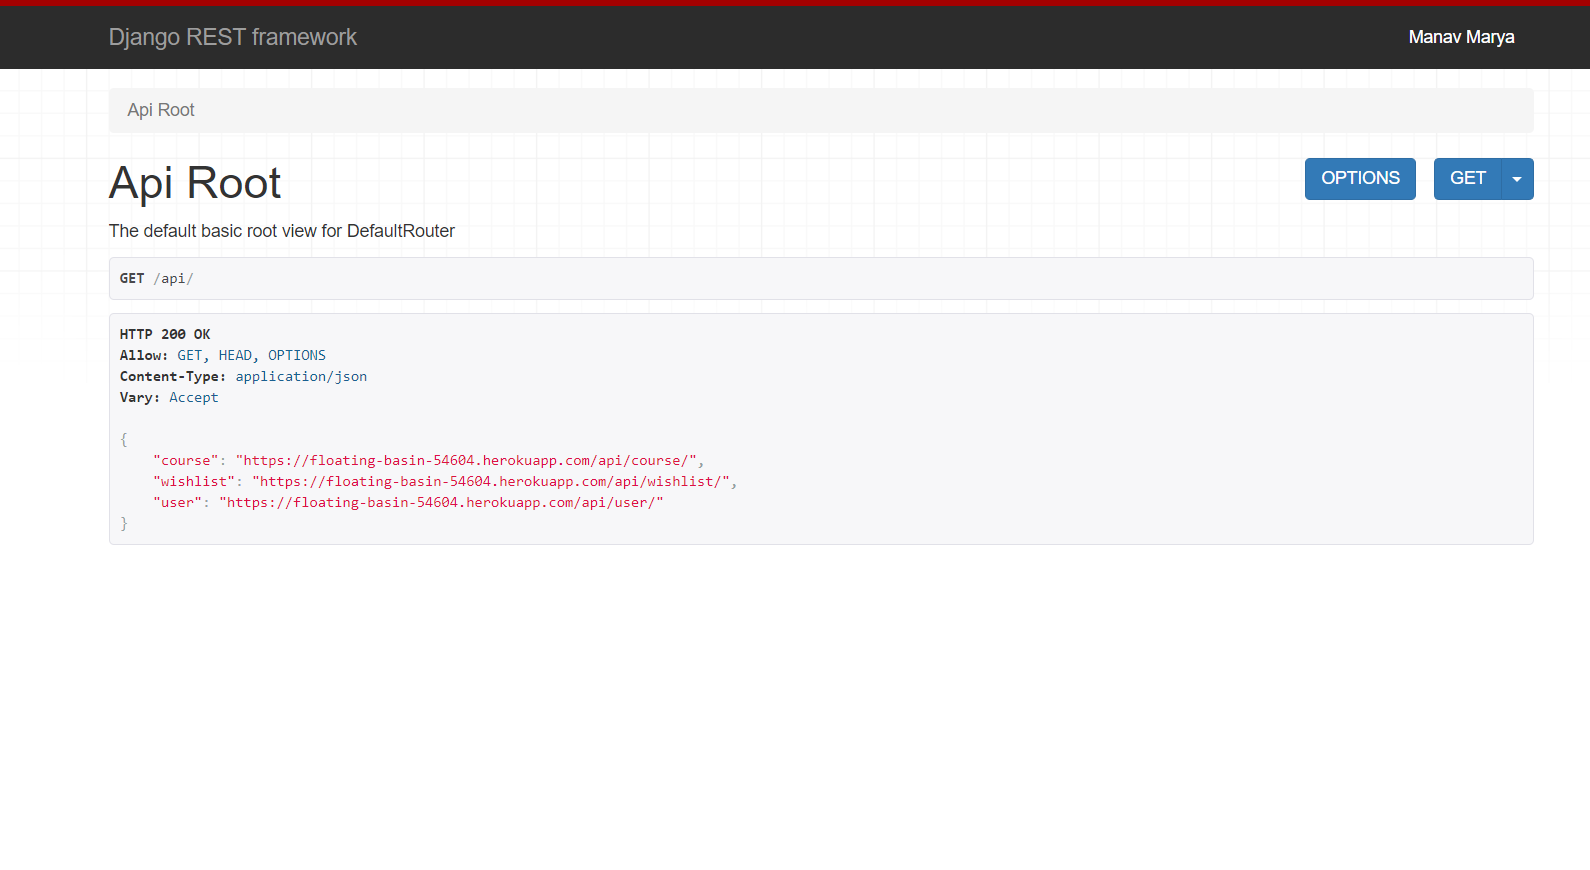 Django REST framework
Manav Marya
Api Root
Api Root
OPTIONS
GET
The default basic root view for DefaultRouter
GET /api/
HTTP 200 OK
Allow: GET, HEAD, OPTIONS
Content-Type: application/json
Vary: Accept
{
    "course": "https://floating-basin-54604.herokuapp.com/api/course/",
    "wishlist": "https://floating-basin-54604.herokuapp.com/api/wishlist/",
    "user": "https://floating-basin-54604.herokuapp.com/api/user/"
}